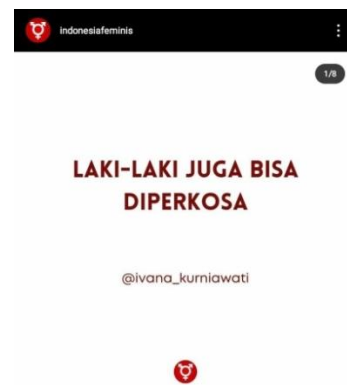 indonesiafeminis
1/8
LAKI-LAKI JUGA BISA
DIPERKOSA
@ivana_kurniawati